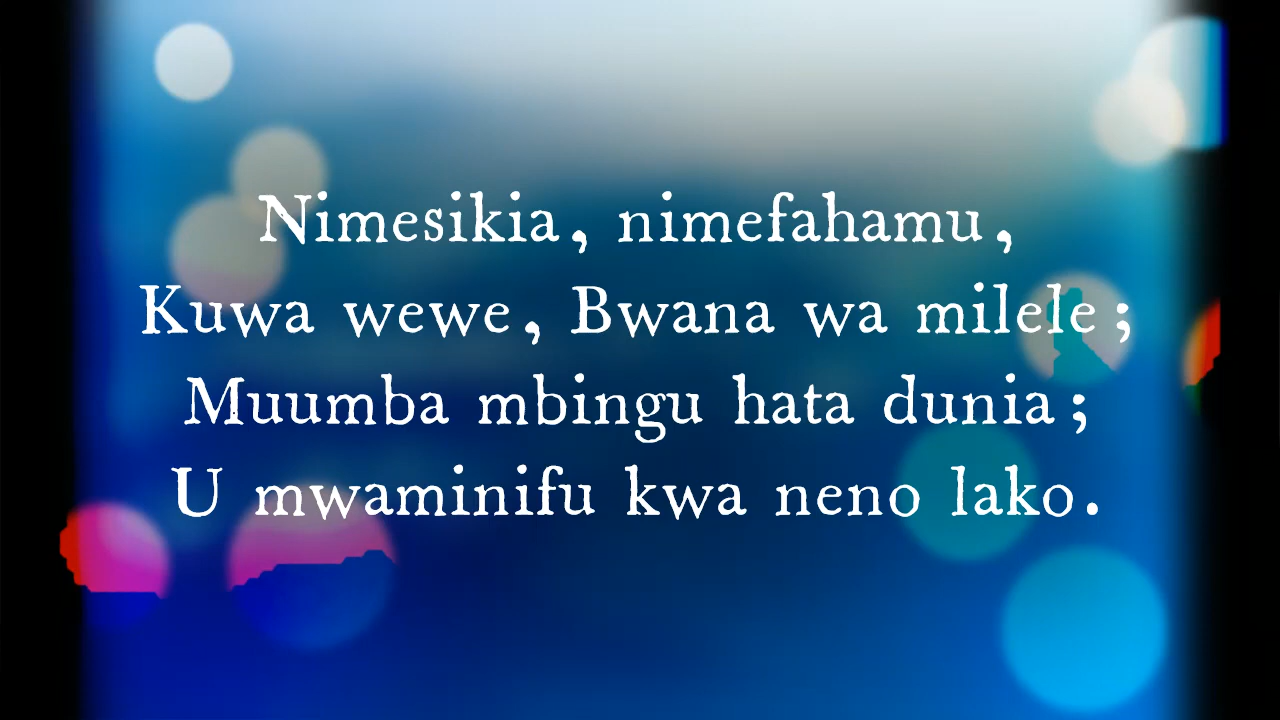 Nimesikia, nimefahamu,
Kuwa wewe, Bwana wa milele;
Muumba mbingu hata dunia;
U mwaminifu kwa neno lako.